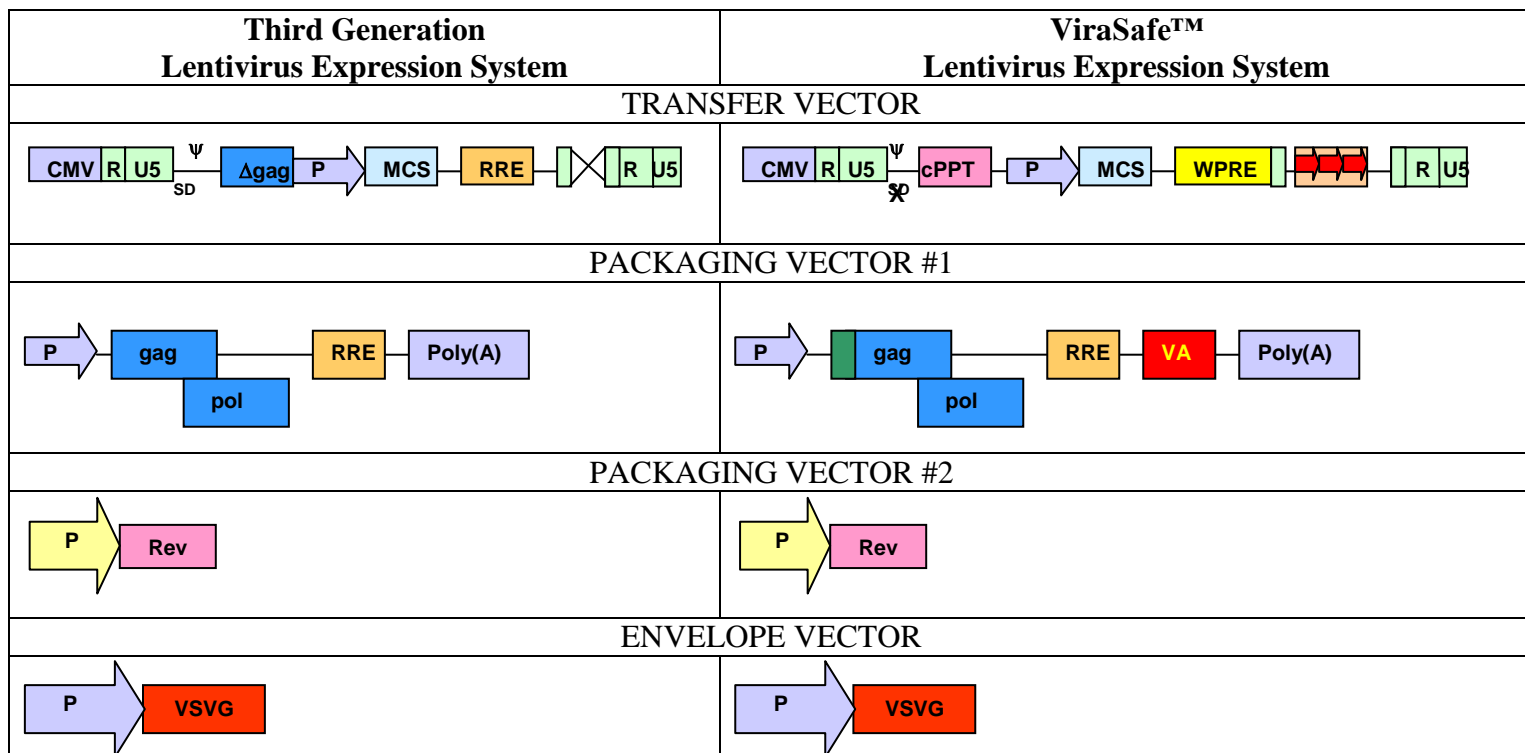 Third Generation
Lentivirus Expression System
ViraSafe™
Lentivirus Expression System
TRANSFER VECTOR
CMV R U5 Ψ SD Δgag P MCS RRE R U5
CMV R U5 Ψ SD X cPPT P MCS WPRE R U5
PACKAGING VECTOR #1
P gag pol RRE Poly(A)
P gag pol RRE VA Poly(A)
PACKAGING VECTOR #2
P Rev
P Rev
ENVELOPE VECTOR
P VSVG
P VSVG